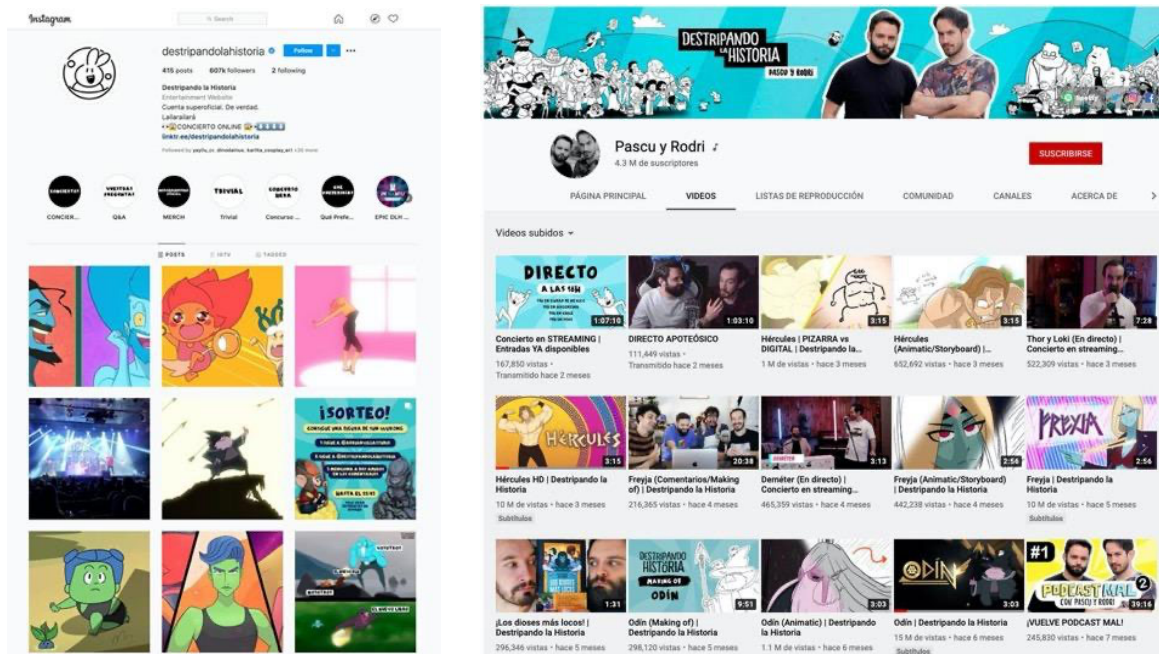 Instagram
Search
destripandolahistoria
Follow
415 posts 607k followers 2 following
Destripando la Historia
Entertainment Website
Cuenta superoficial. De verdad.
Lailarailará
CONCIERTO ONLINE
linktr.ee/destripandolahistoria
Followed by
CONCIERTOS
TRIVIAL
CONCIER...
Q&A
MERCH
Trivial
Concurso ...
Qué Prefe...
EPIC DLH ...
POSTS
IGTV
TAGGED
¡SORTEO!
DESTRIPANDO
LA HISTORIA
PASCU Y RODRI
Spotify
Pascu y Rodri
4.3 M de suscriptores
SUSCRIBIRSE
PÁGINA PRINCIPAL
VIDEOS
LISTAS DE REPRODUCCIÓN
COMUNIDAD
CANALES
ACERCA DE
Videos subidos
DIRECTO
A LAS 18H
1:07:10
1:03:10
3:15
3:15
7:28
Concierto en STREAMING |
Entradas YA disponibles
167,850 vistas •
Transmitido hace 2 meses
DIRECTO APOTEÓSICO
111,449 vistas •
Transmitido hace 2 meses
Hércules | PIZARRA vs
DIGITAL | Destripando la...
1 M de vistas • hace 3 meses
Hércules
(Animatic/Storyboard) |...
652,692 vistas • hace 3 meses
Thor y Loki (En directo) |
Concierto en streaming...
522,309 vistas • hace 3 meses
HÉRCULES
3:15
20:38
3:13
2:56
FREYJA
2:56
Hércules HD | Destripando la
Historia
10 M de vistas • hace 3 meses
Subtítulos
Freyja (Comentarios/Making
of) | Destripando la Historia
216,365 vistas • hace 4 meses
Deméter (En directo) |
Concierto en streaming...
465,359 vistas • hace 4 meses
Freyja (Animatic/Storyboard)
| Destripando la Historia
442,238 vistas • hace 4 meses
Freyja | Destripando la
Historia
10 M de vistas • hace 5 meses
Subtítulos
1:31
DESTRIPANDO
LA HISTORIA
MAKING OF
ODÍN
9:51
3:03
ODÍN
3:03
#1
PODCAST MAL
CON PASCU Y RODRI
2
39:16
¡Los dioses más locos! |
Destripando la Historia
296,346 vistas • hace 5 meses
Odín (Making of) |
Destripando la Historia
298,120 vistas • hace 5 meses
Odín (Animatic) | Destripando
la Historia
1.1 M de vistas • hace 6 meses
Odín | Destripando la Historia
15 M de vistas • hace 6 meses
Subtítulos
¡VUELVE PODCAST MAL!
245,830 vistas • hace 7 meses